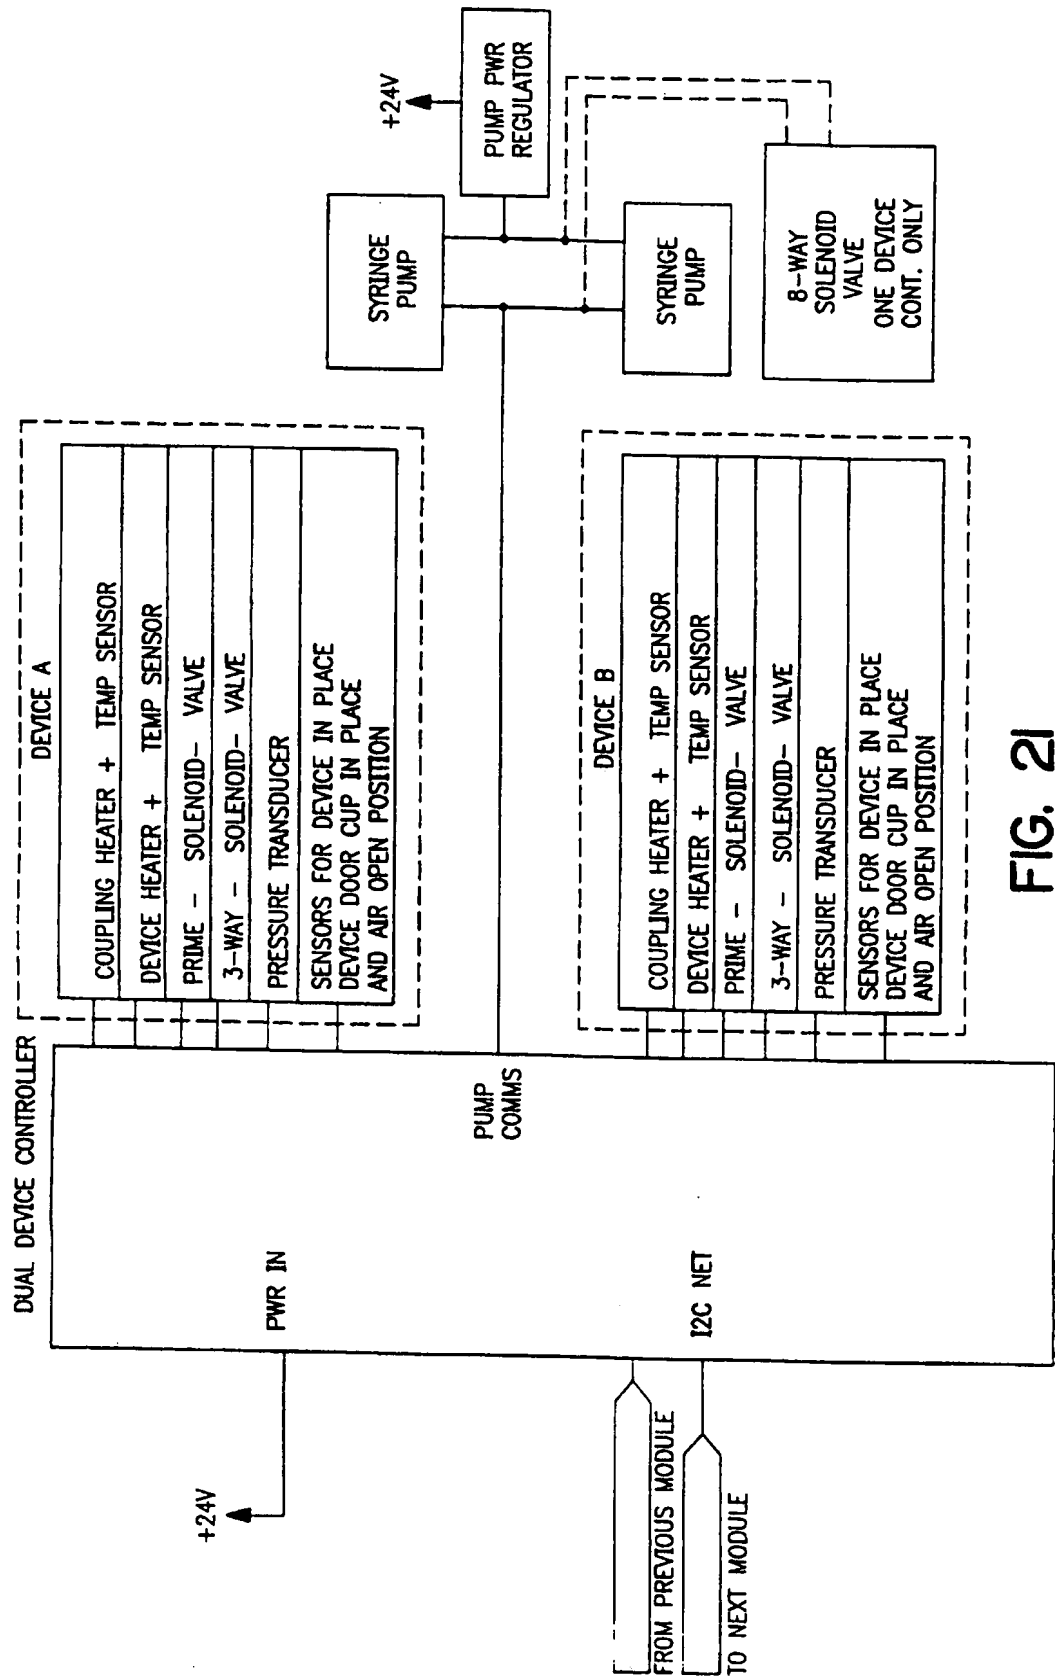 DUAL DEVICE CONTROLLER
+24V
PWR IN
FROM PREVIOUS MODULE
I2C NET
TO NEXT MODULE
PUMP
COMMS
DEVICE A
COUPLING HEATER + TEMP SENSOR
DEVICE HEATER + TEMP SENSOR
PRIME - SOLENOID- VALVE
3-WAY - SOLENOID- VALVE
PRESSURE TRANSDUCER
SENSORS FOR DEVICE IN PLACE
DEVICE DOOR CUP IN PLACE
AND AIR OPEN POSITION
DEVICE B
COUPLING HEATER + TEMP SENSOR
DEVICE HEATER + TEMP SENSOR
PRIME - SOLENOID- VALVE
3-WAY - SOLENOID- VALVE
PRESSURE TRANSDUCER
SENSORS FOR DEVICE IN PLACE
DEVICE DOOR CUP IN PLACE
AND AIR OPEN POSITION
SYRINGE
PUMP
+24V
PUMP PWR
REGULATOR
SYRINGE
PUMP
8-WAY
SOLENOID
VALVE
ONE DEVICE
CONT. ONLY
FIG. 21